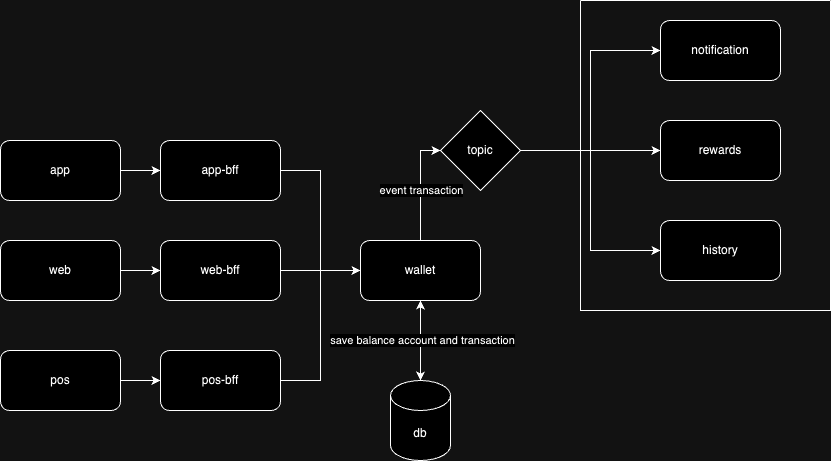 notification
topic
rewards
app
app-bff
event transaction
web
web-bff
wallet
history
save balance account and transaction
pos
pos-bff
db